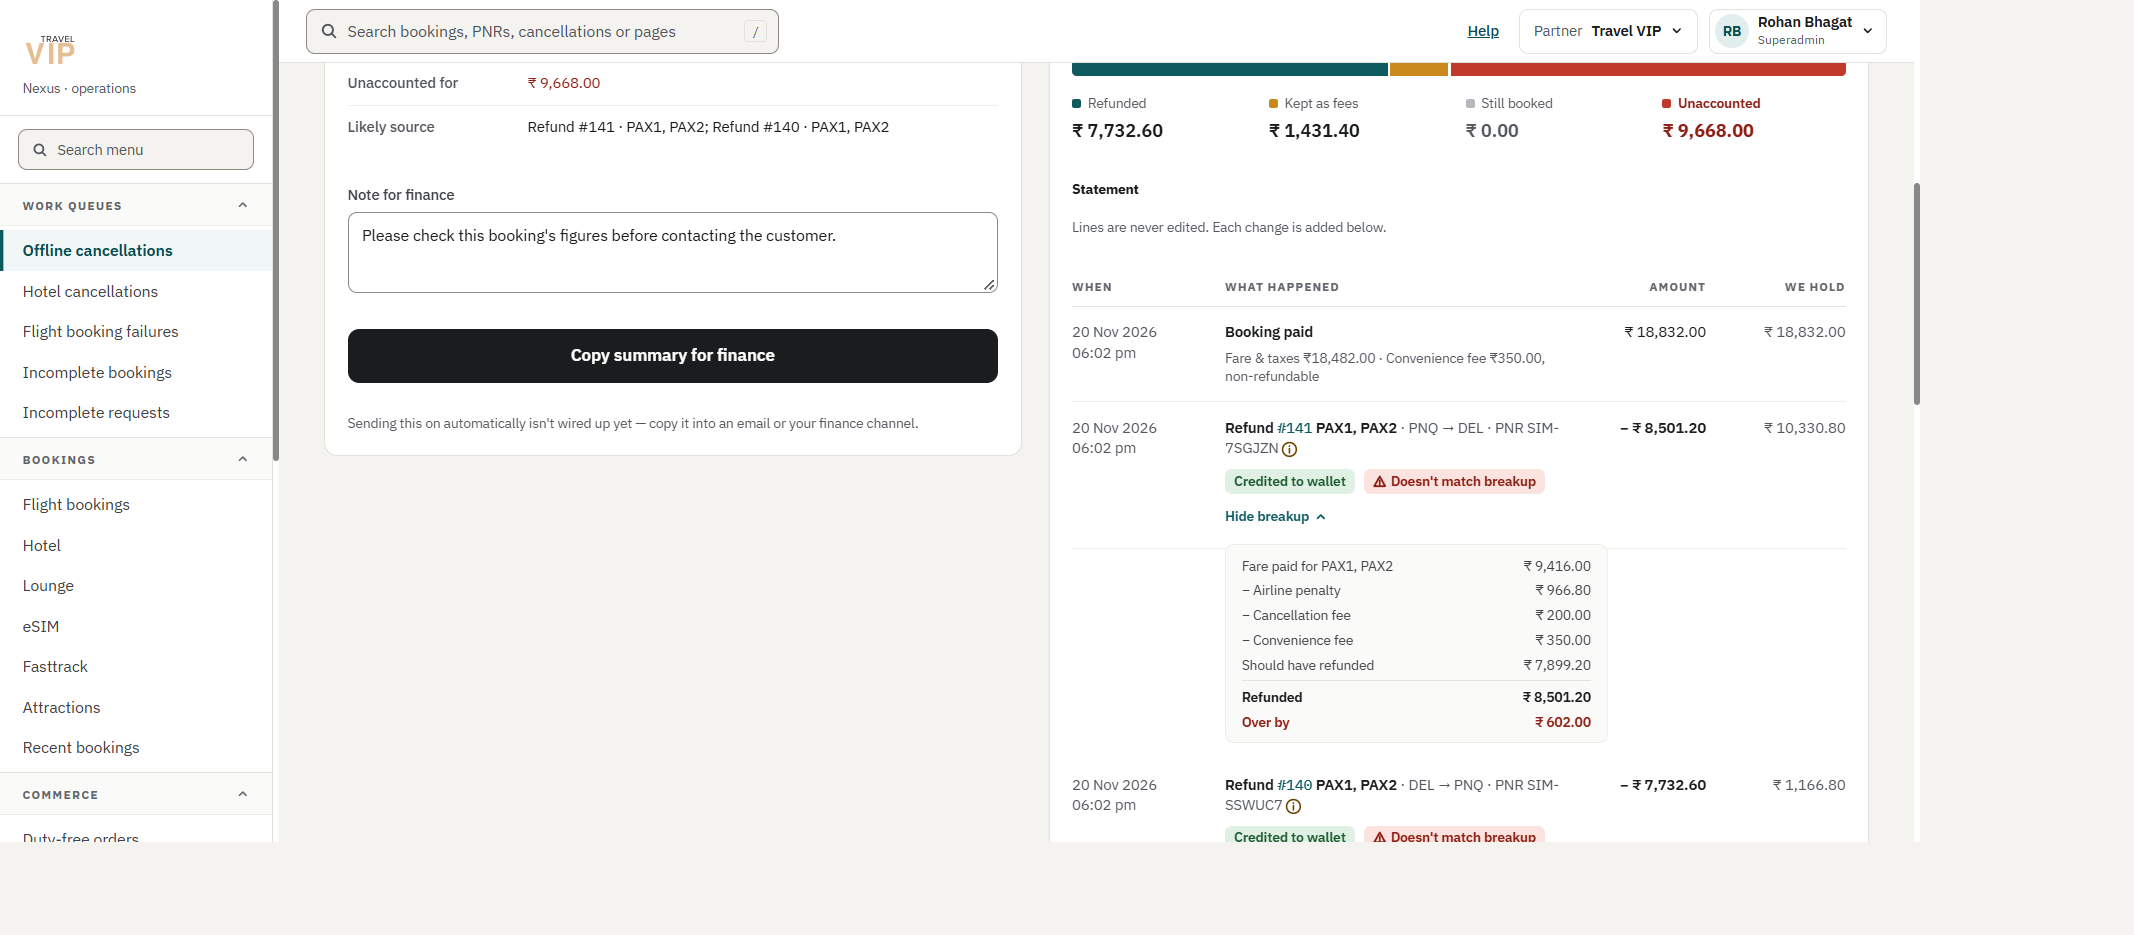 TRAVEL
VIP
Nexus · operations
Search menu
WORK QUEUES
Offline cancellations
Hotel cancellations
Flight booking failures
Incomplete bookings
Incomplete requests
BOOKINGS
Flight bookings
Hotel
Lounge
eSIM
Fasttrack
Attractions
Recent bookings
COMMERCE
Duty-free orders
Search bookings, PNRs, cancellations or pages /
Help
Partner Travel VIP
RB
Rohan Bhagat
Superadmin
Unaccounted for ₹ 9,668.00
Likely source Refund #141 · PAX1, PAX2; Refund #140 · PAX1, PAX2
Note for finance
Please check this booking's figures before contacting the customer.
Copy summary for finance
Sending this on automatically isn't wired up yet — copy it into an email or your finance channel.
Refunded Kept as fees Still booked Unaccounted
₹ 7,732.60 ₹ 1,431.40 ₹ 0.00 ₹ 9,668.00
Statement
Lines are never edited. Each change is added below.
WHEN WHAT HAPPENED AMOUNT WE HOLD
20 Nov 2026 Booking paid ₹ 18,832.00 ₹ 18,832.00
06:02 pm
Fare & taxes ₹18,482.00 · Convenience fee ₹350.00,
non-refundable
20 Nov 2026 Refund #141 PAX1, PAX2 · PNQ → DEL · PNR SIM- – ₹ 8,501.20 ₹ 10,330.80
06:02 pm 7SGJZN
Credited to wallet Doesn't match breakup
Hide breakup
Fare paid for PAX1, PAX2 ₹ 9,416.00
– Airline penalty ₹ 966.80
– Cancellation fee ₹ 200.00
– Convenience fee ₹ 350.00
Should have refunded ₹ 7,899.20
Refunded ₹ 8,501.20
Over by ₹ 602.00
20 Nov 2026 Refund #140 PAX1, PAX2 · DEL → PNQ · PNR SIM- – ₹ 7,732.60 ₹ 1,166.80
06:02 pm SSWUC7
Credited to wallet Doesn't match breakup